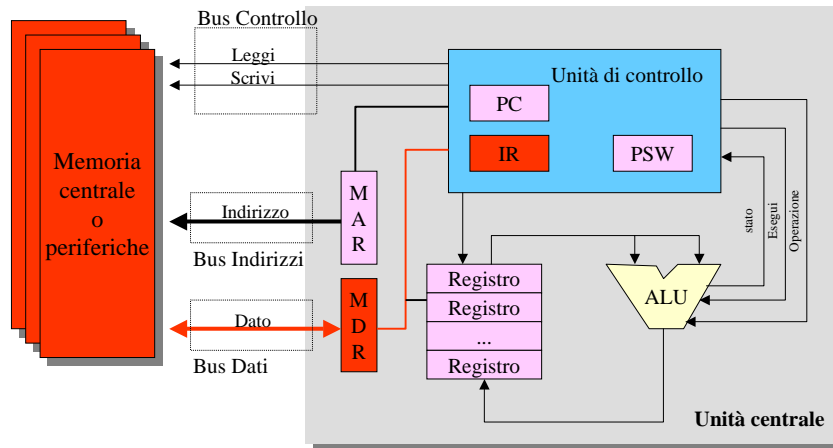 Bus Controllo
Leggi
Scrivi
Unità di controllo
PC
IR
PSW
Memoria
centrale
o
periferiche
M
A
R
Indirizzo
Bus Indirizzi
stato
Esegui
Operazione
Registro
Registro
...
Registro
ALU
M
D
R
Dato
Bus Dati
Unità centrale